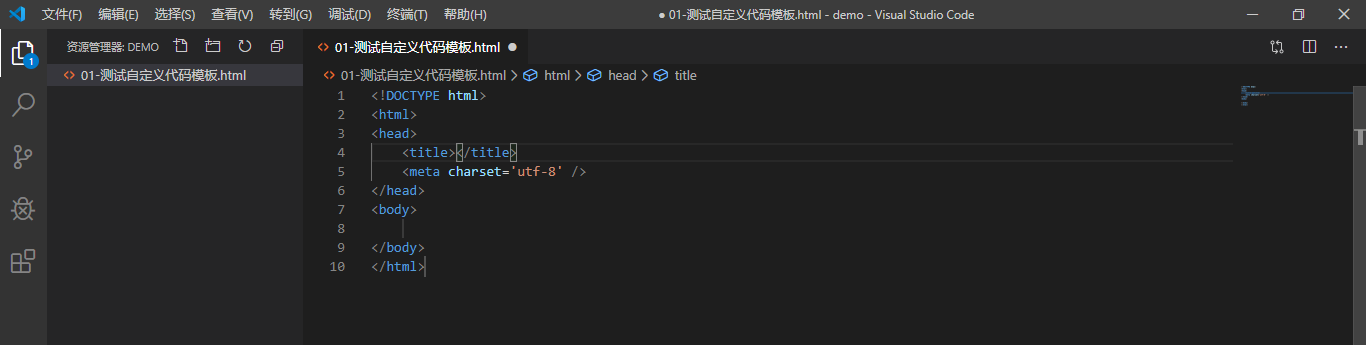 文件(F) 编辑(E) 选择(S) 查看(V) 转到(G) 调试(D) 终端(T) 帮助(H) ● 01-测试自定义代码模板.html - demo - Visual Studio Code
资源管理器: DEMO
01-测试自定义代码模板.html ●
1
01-测试自定义代码模板.html
01-测试自定义代码模板.html > html > head > title
1 <!DOCTYPE html>
2 <html>
3 <head>
4     <title></title>
5     <meta charset='utf-8' />
6 </head>
7 <body>
8
9 </body>
10 </html>